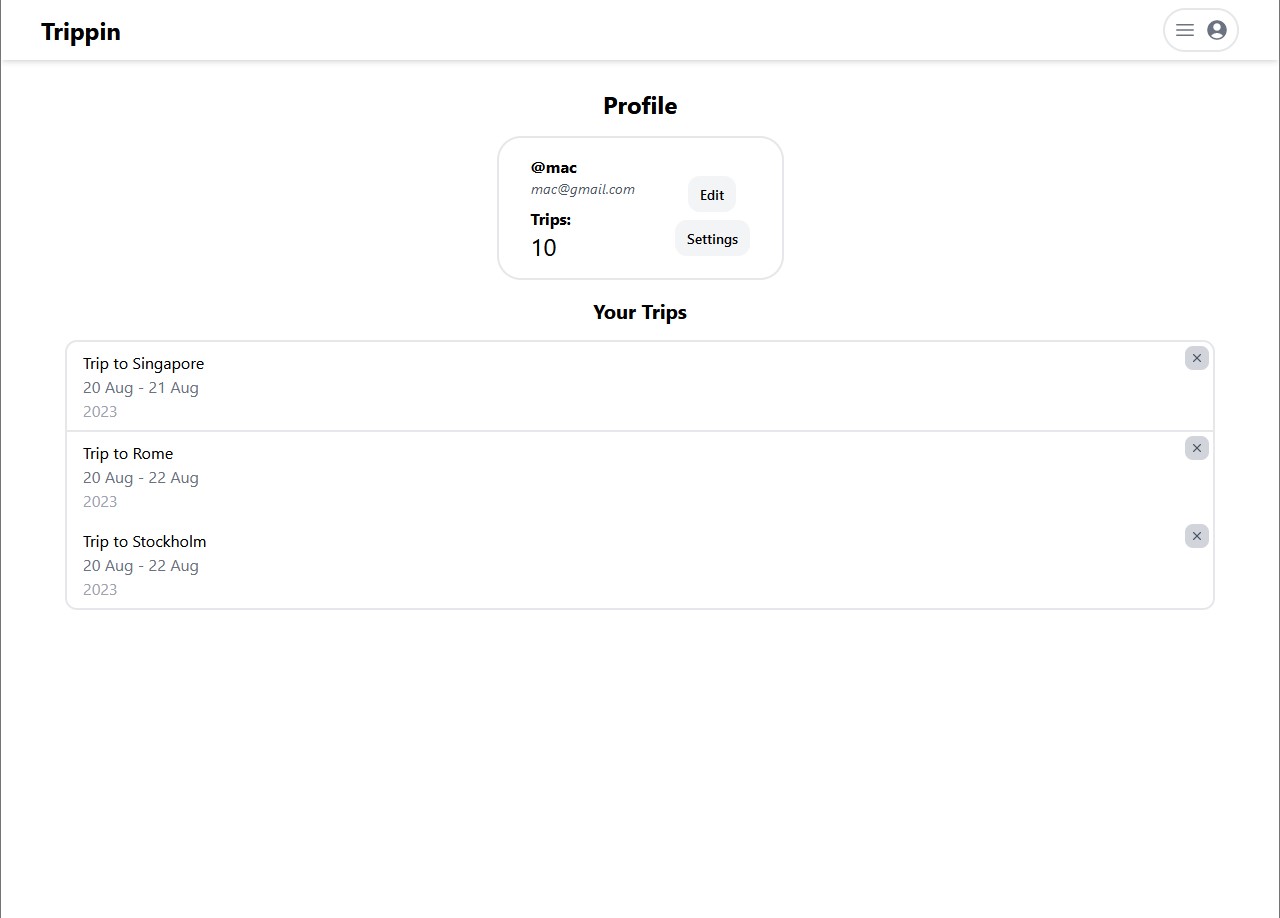 Trippin
Profile
@mac
mac@gmail.com
Edit
Trips:
Settings
10
Your Trips
Trip to Singapore
20 Aug - 21 Aug
2023
Trip to Rome
20 Aug - 22 Aug
2023
Trip to Stockholm
20 Aug - 22 Aug
2023